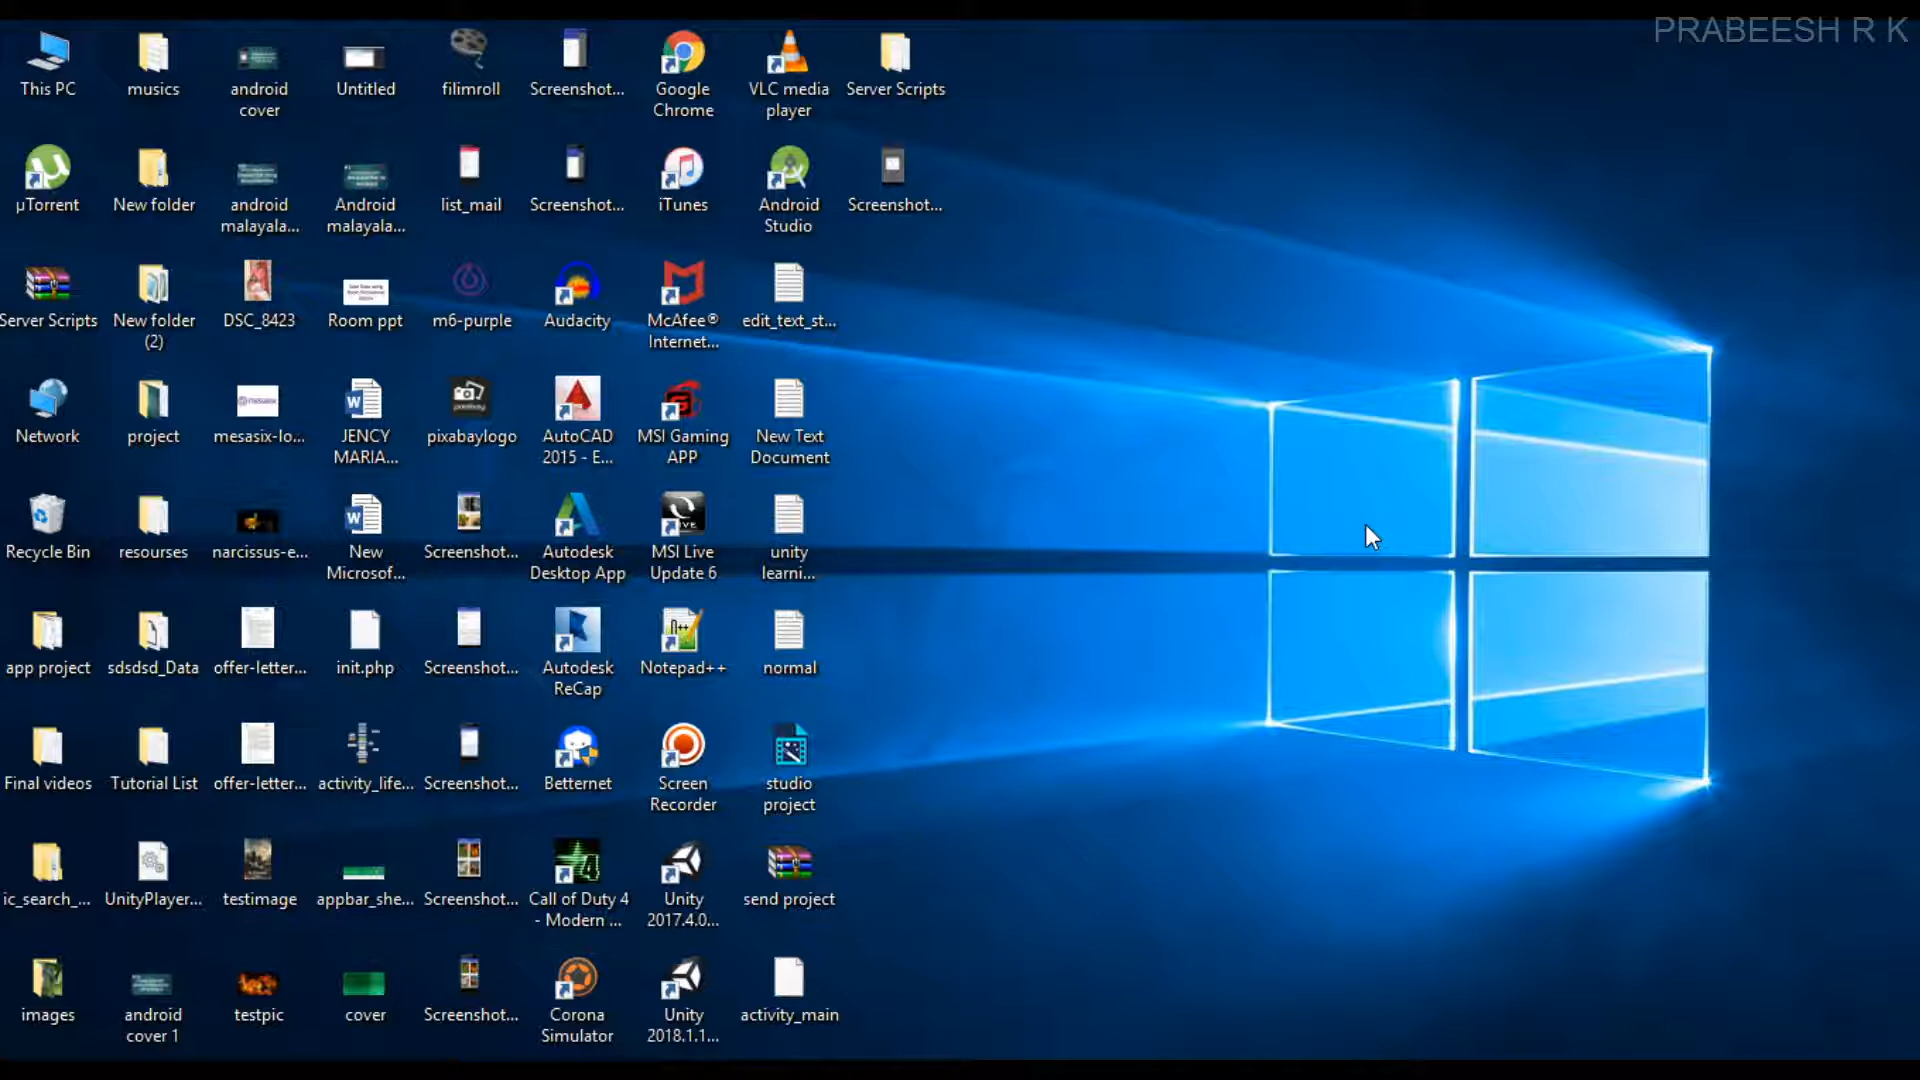 PRABEESH R K
This PC
musics
android
cover
Untitled
filimroll
Screenshot...
Google
Chrome
VLC media
player
Server Scripts
µTorrent
New folder
android
malayala...
Android
malayala...
list_mail
Screenshot...
iTunes
Android
Studio
Screenshot...
Server Scripts
New folder
(2)
DSC_8423
Room ppt
m6-purple
Audacity
McAfee®
Internet...
edit_text_st...
Network
project
mesasix-lo...
JENCY
MARIA...
pixabaylogo
AutoCAD
2015 - E...
MSI Gaming
APP
New Text
Document
Recycle Bin
resourses
narcissus-e...
New
Microsof...
Screenshot...
Autodesk
Desktop App
MSI Live
Update 6
unity
learni...
app project
sdsdsd_Data
offer-letter...
init.php
Screenshot...
Autodesk
ReCap
Notepad++
normal
Final videos
Tutorial List
offer-letter...
activity_life...
Screenshot...
Betternet
Screen
Recorder
studio
project
ic_search_...
UnityPlayer...
testimage
appbar_she...
Screenshot...
Call of Duty 4
- Modern ...
Unity
2017.4.0...
send project
images
android
cover 1
testpic
cover
Screenshot...
Corona
Simulator
Unity
2018.1.1...
activity_main